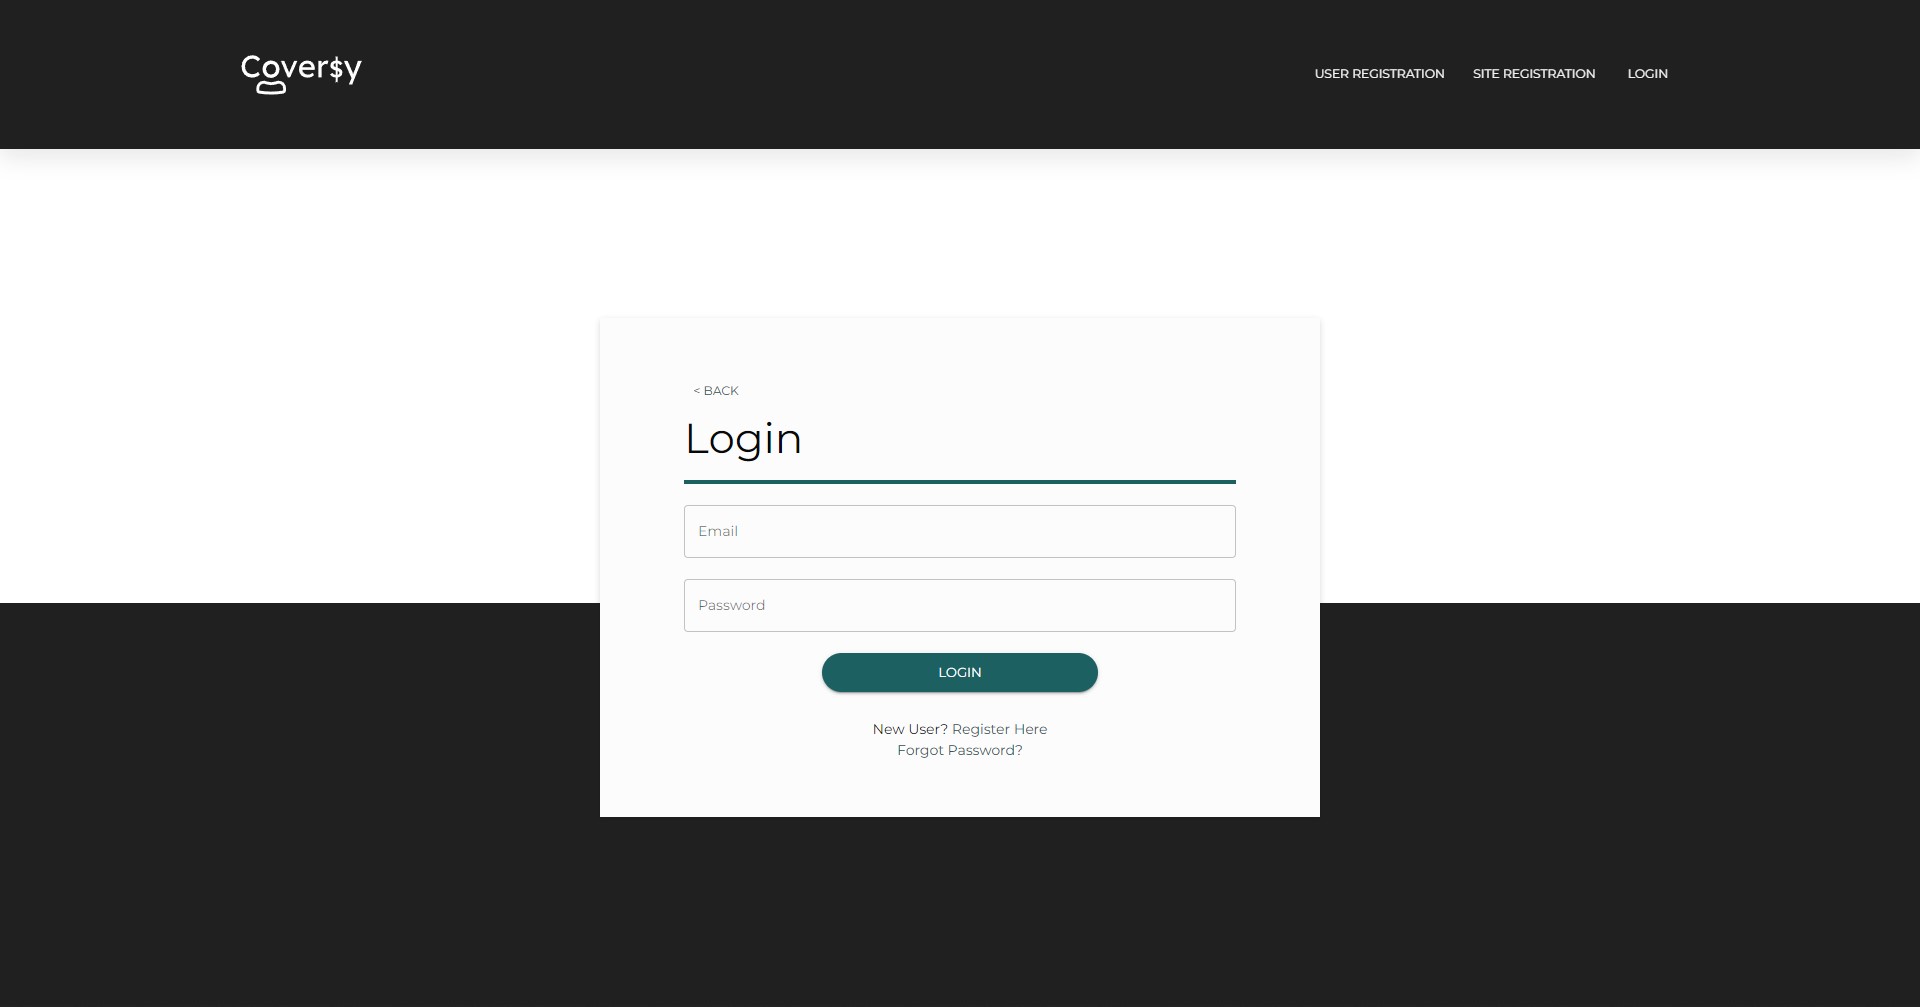 Cover$y
USER REGISTRATION
SITE REGISTRATION
LOGIN
< BACK
Login
Email
Password
LOGIN
New User? Register Here
Forgot Password?